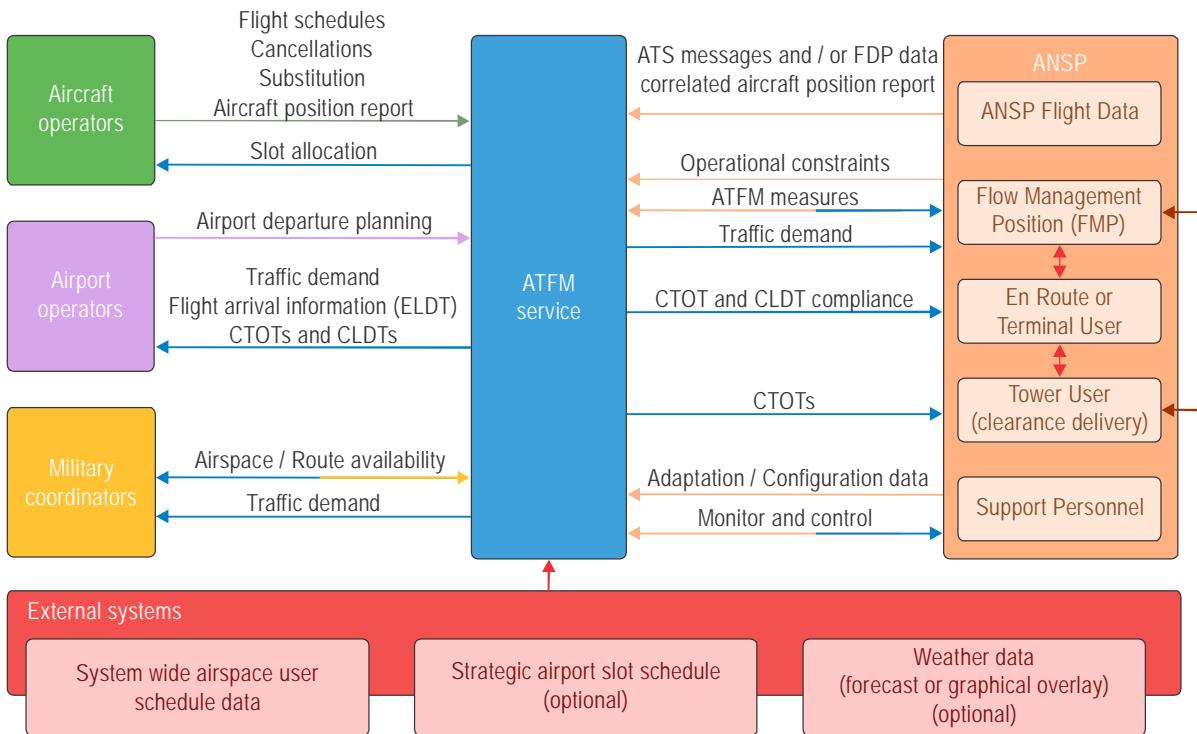 Flight schedules
Cancellations
Substitution
Aircraft position report
Aircraft
operators
Slot allocation
Airport departure planning
Airport
operators
Traffic demand
Flight arrival information (ELDT)
CTOTs and CLDTs
Military
coordinators
Airspace / Route availability
Traffic demand
ATFM
service
ATS messages and / or FDP data
correlated aircraft position report
Operational constraints
ATFM measures
Traffic demand
CTOT and CLDT compliance
CTOTs
Adaptation / Configuration data
Monitor and control
ANSP
ANSP Flight Data
Flow Management
Position (FMP)
En Route or
Terminal User
Tower User
(clearance delivery)
Support Personnel
External systems
System wide airspace user
schedule data
Strategic airport slot schedule
(optional)
Weather data
(forecast or graphical overlay)
(optional)